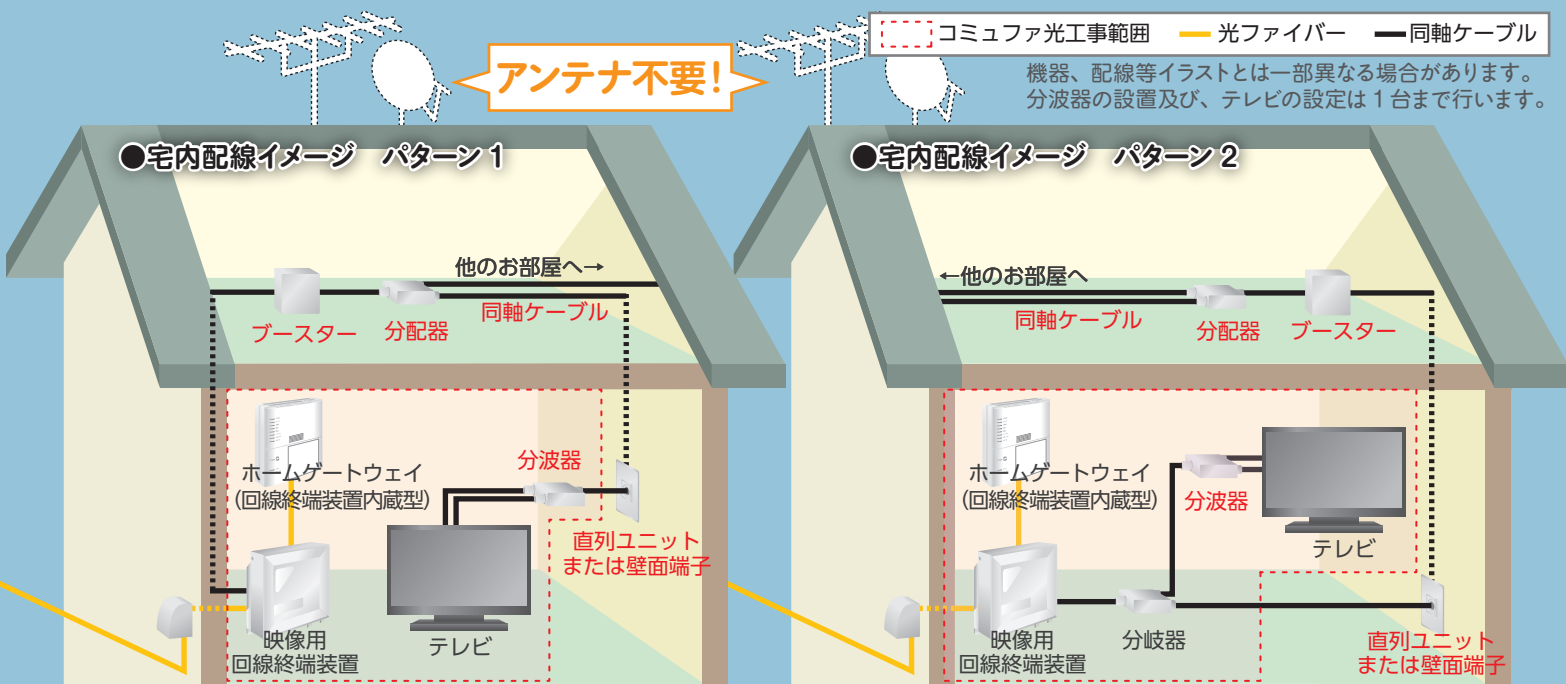 コミュファ光工事範囲 光ファイバー 同軸ケーブル
機器、配線等イラストとは一部異なる場合があります。
分波器の設置及び、テレビの設定は1台まで行います。
アンテナ不要!
●宅内配線イメージ パターン1
他のお部屋へ→
同軸ケーブル
ブースター
分配器
ホームゲートウェイ
(回線終端装置内蔵型)
分波器
直列ユニット
または壁面端子
映像用
回線終端装置
テレビ
●宅内配線イメージ パターン2
←他のお部屋へ
同軸ケーブル
分配器
ブースター
ホームゲートウェイ
(回線終端装置内蔵型)
分波器
テレビ
映像用
回線終端装置
分岐器
直列ユニット
または壁面端子